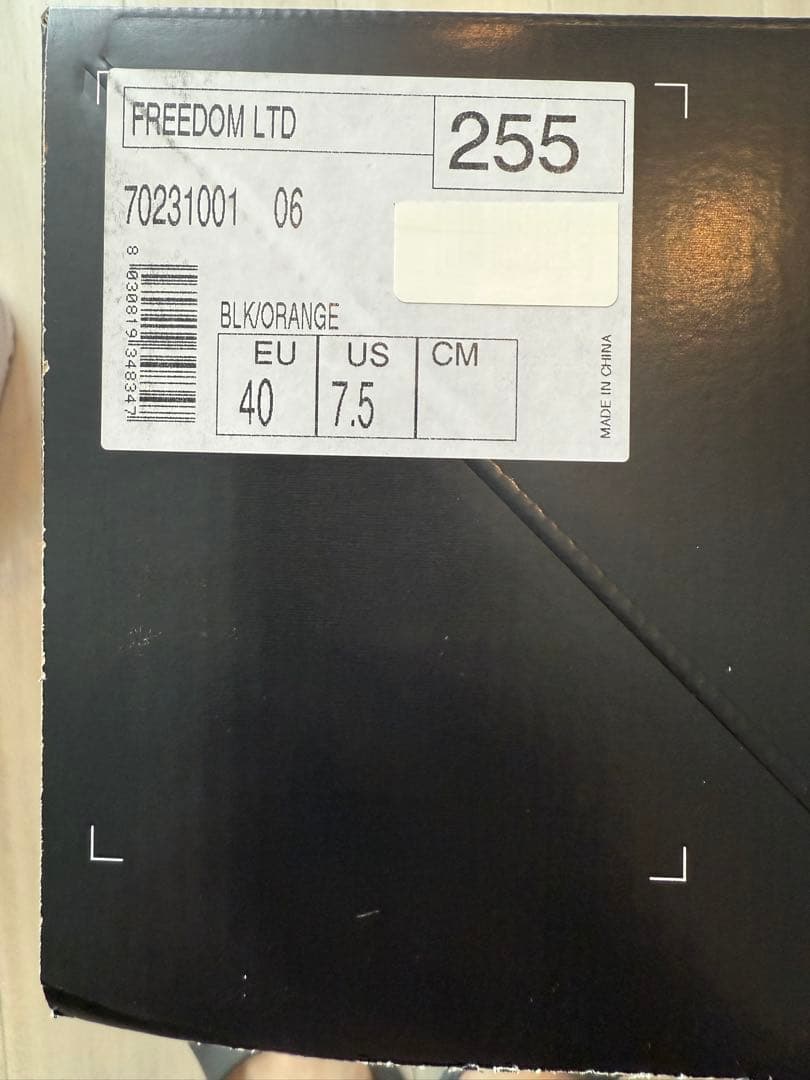 FREEDOM LTD
255
70231001 06
8 030819 348347
BLK/ORANGE
EU US CM
40 7.5
MADE IN CHINA